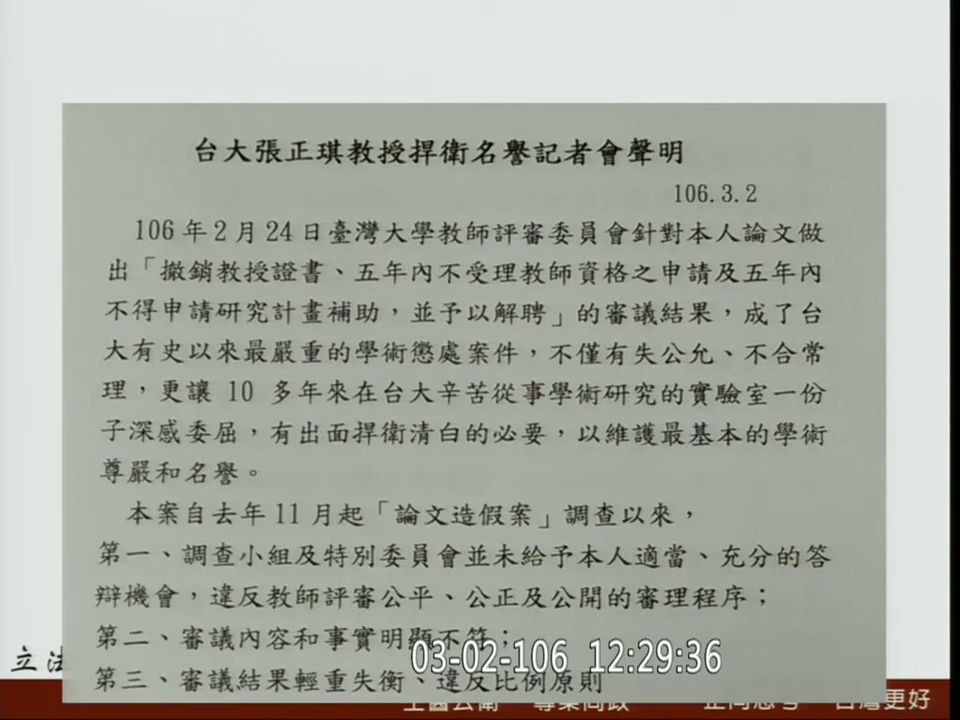 台大張正琪教授捍衛名譽記者會聲明
106.3.2
106 年 2 月 24 日臺灣大學教師評審委員會針對本人論文做
出「撤銷教授證書、五年內不受理教師資格之申請及五年內
不得申請研究計畫補助，並予以解聘」的審議結果，成了台
大有史以來最嚴重的學術懲處案件，不僅有失公允、不合常
理，更讓 10 多年來在台大辛苦從事學術研究的實驗室一份
子深感委屈，有出面捍衛清白的必要，以維護最基本的學術
尊嚴和名譽。
本案自去年 11 月起「論文造假案」調查以來，
第一、調查小組及特別委員會並未給予本人適當、充分的答
辯機會，違反教師評審公平、公正及公開的審理程序；
第二、審議內容和事實明顯不符；
03-02-106 12:29:36
第三、審議結果輕重失衡、違反比例原則
立法
台灣更好